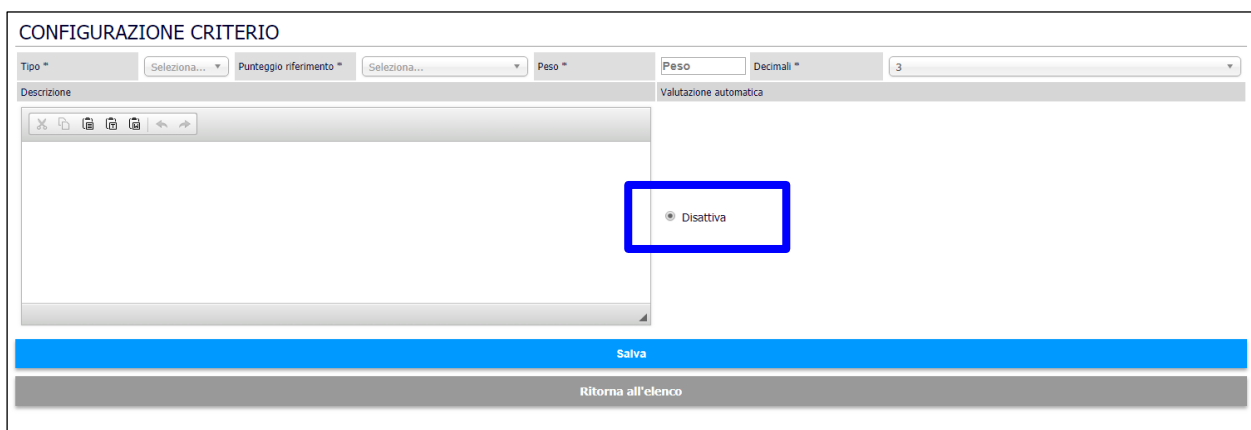 CONFIGURAZIONE CRITERIO
Tipo * Seleziona... Punteggio riferimento * Seleziona... Peso * Peso Decimali * 3
Descrizione Valutazione automatica
Disattiva
Salva
Ritorna all'elenco